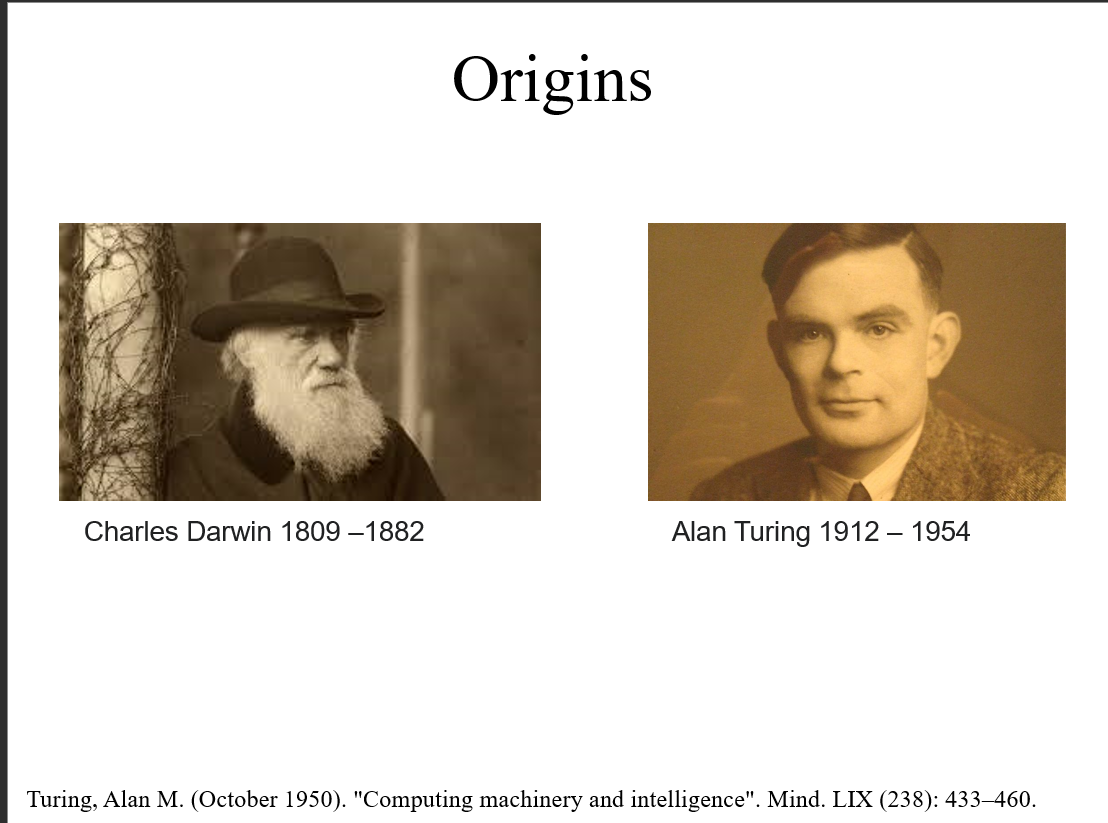 Origins
Charles Darwin 1809 –1882
Alan Turing 1912 – 1954
Turing, Alan M. (October 1950). "Computing machinery and intelligence". Mind. LIX (238): 433–460.